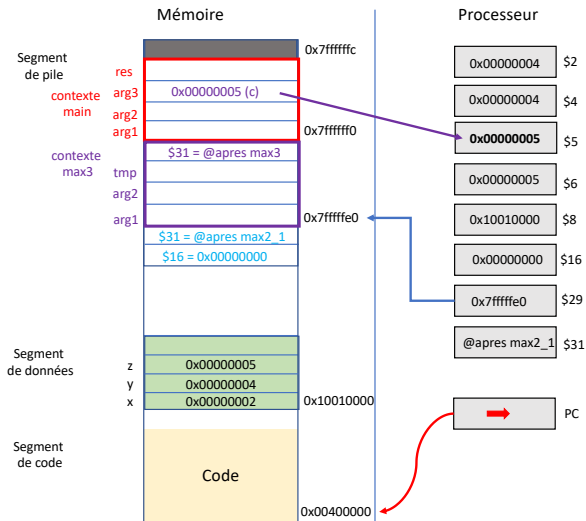 Mémoire
Processeur
0x7ffffffc
Segment
de pile
res
contexte
main
arg3
0x00000005 (c)
arg2
arg1
0x7ffffff0
contexte
max3
$31 = @apres max3
tmp
arg2
arg1
0x7fffffe0
$31 = @apres max2_1
$16 = 0x00000000
Segment
de données
z
0x00000005
y
0x00000004
x
0x00000002
0x10010000
Segment
de code
Code
0x00400000
0x00000004
$2
0x00000004
$4
0x00000005
$5
0x00000005
$6
0x10010000
$8
0x00000000
$16
0x7fffffe0
$29
@apres max2_1
$31
PC